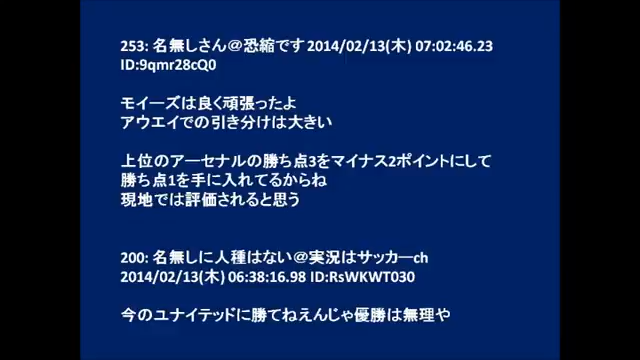 253: 名無しさん＠恐縮です2014/02/13(木) 07:02:46.23
ID:9qmr28cQ0
モイーズは良く頑張ったよ
アウエイでの引き分けは大きい
上位のアーセナルの勝ち点3をマイナス2ポイントにして
勝ち点1を手に入れてるからね
現地では評価されると思う
200: 名無しに人種はない＠実況はサッカーch
2014/02/13(木) 06:38:16.98 ID:RsWKWT030
今のユナイテッドに勝てねえんじゃ優勝は無理や